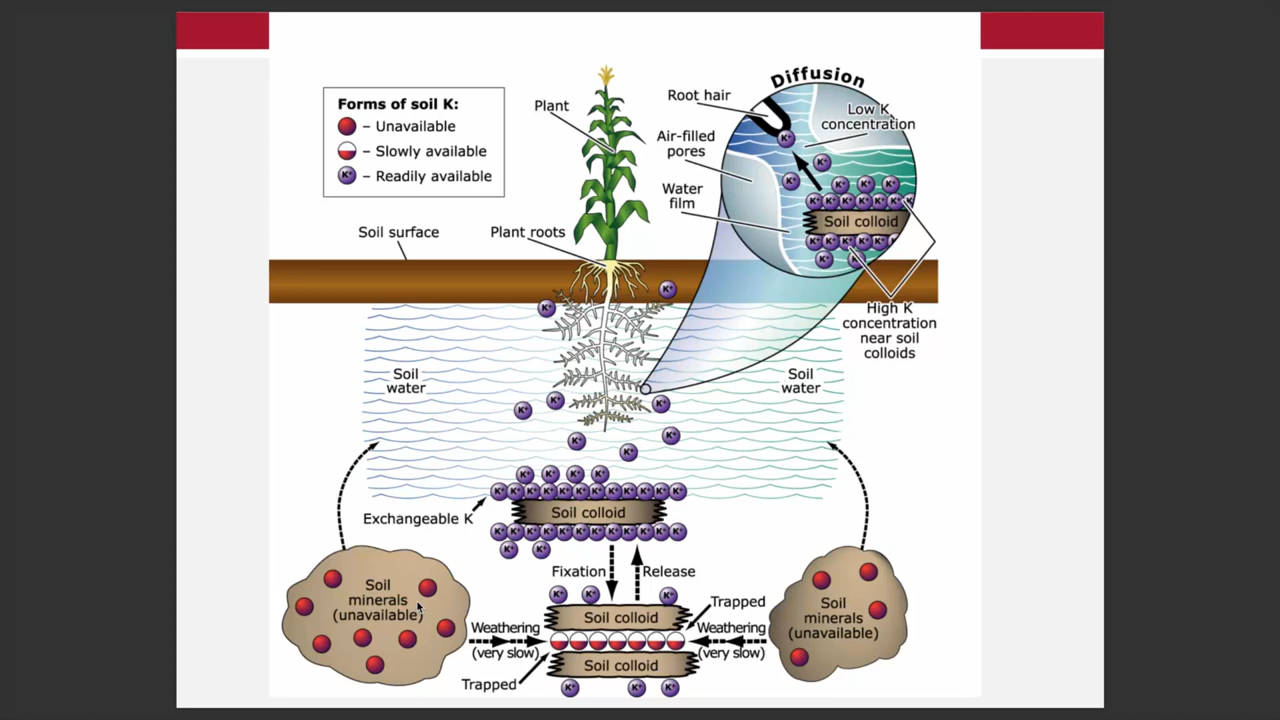 Diffusion
Forms of soil K:
– Unavailable
– Slowly available
K⁺ – Readily available
Plant
Root hair
Low K
concentration
Air-filled
pores
Water
film
Soil colloid
Soil surface
Plant roots
High K
concentration
near soil
colloids
Soil
water
Soil
water
Exchangeable K
Soil colloid
Fixation
Release
Soil
minerals
(unavailable)
Weathering
(very slow)
Trapped
Soil colloid
Soil colloid
Trapped
Weathering
(very slow)
Soil
minerals
(unavailable)